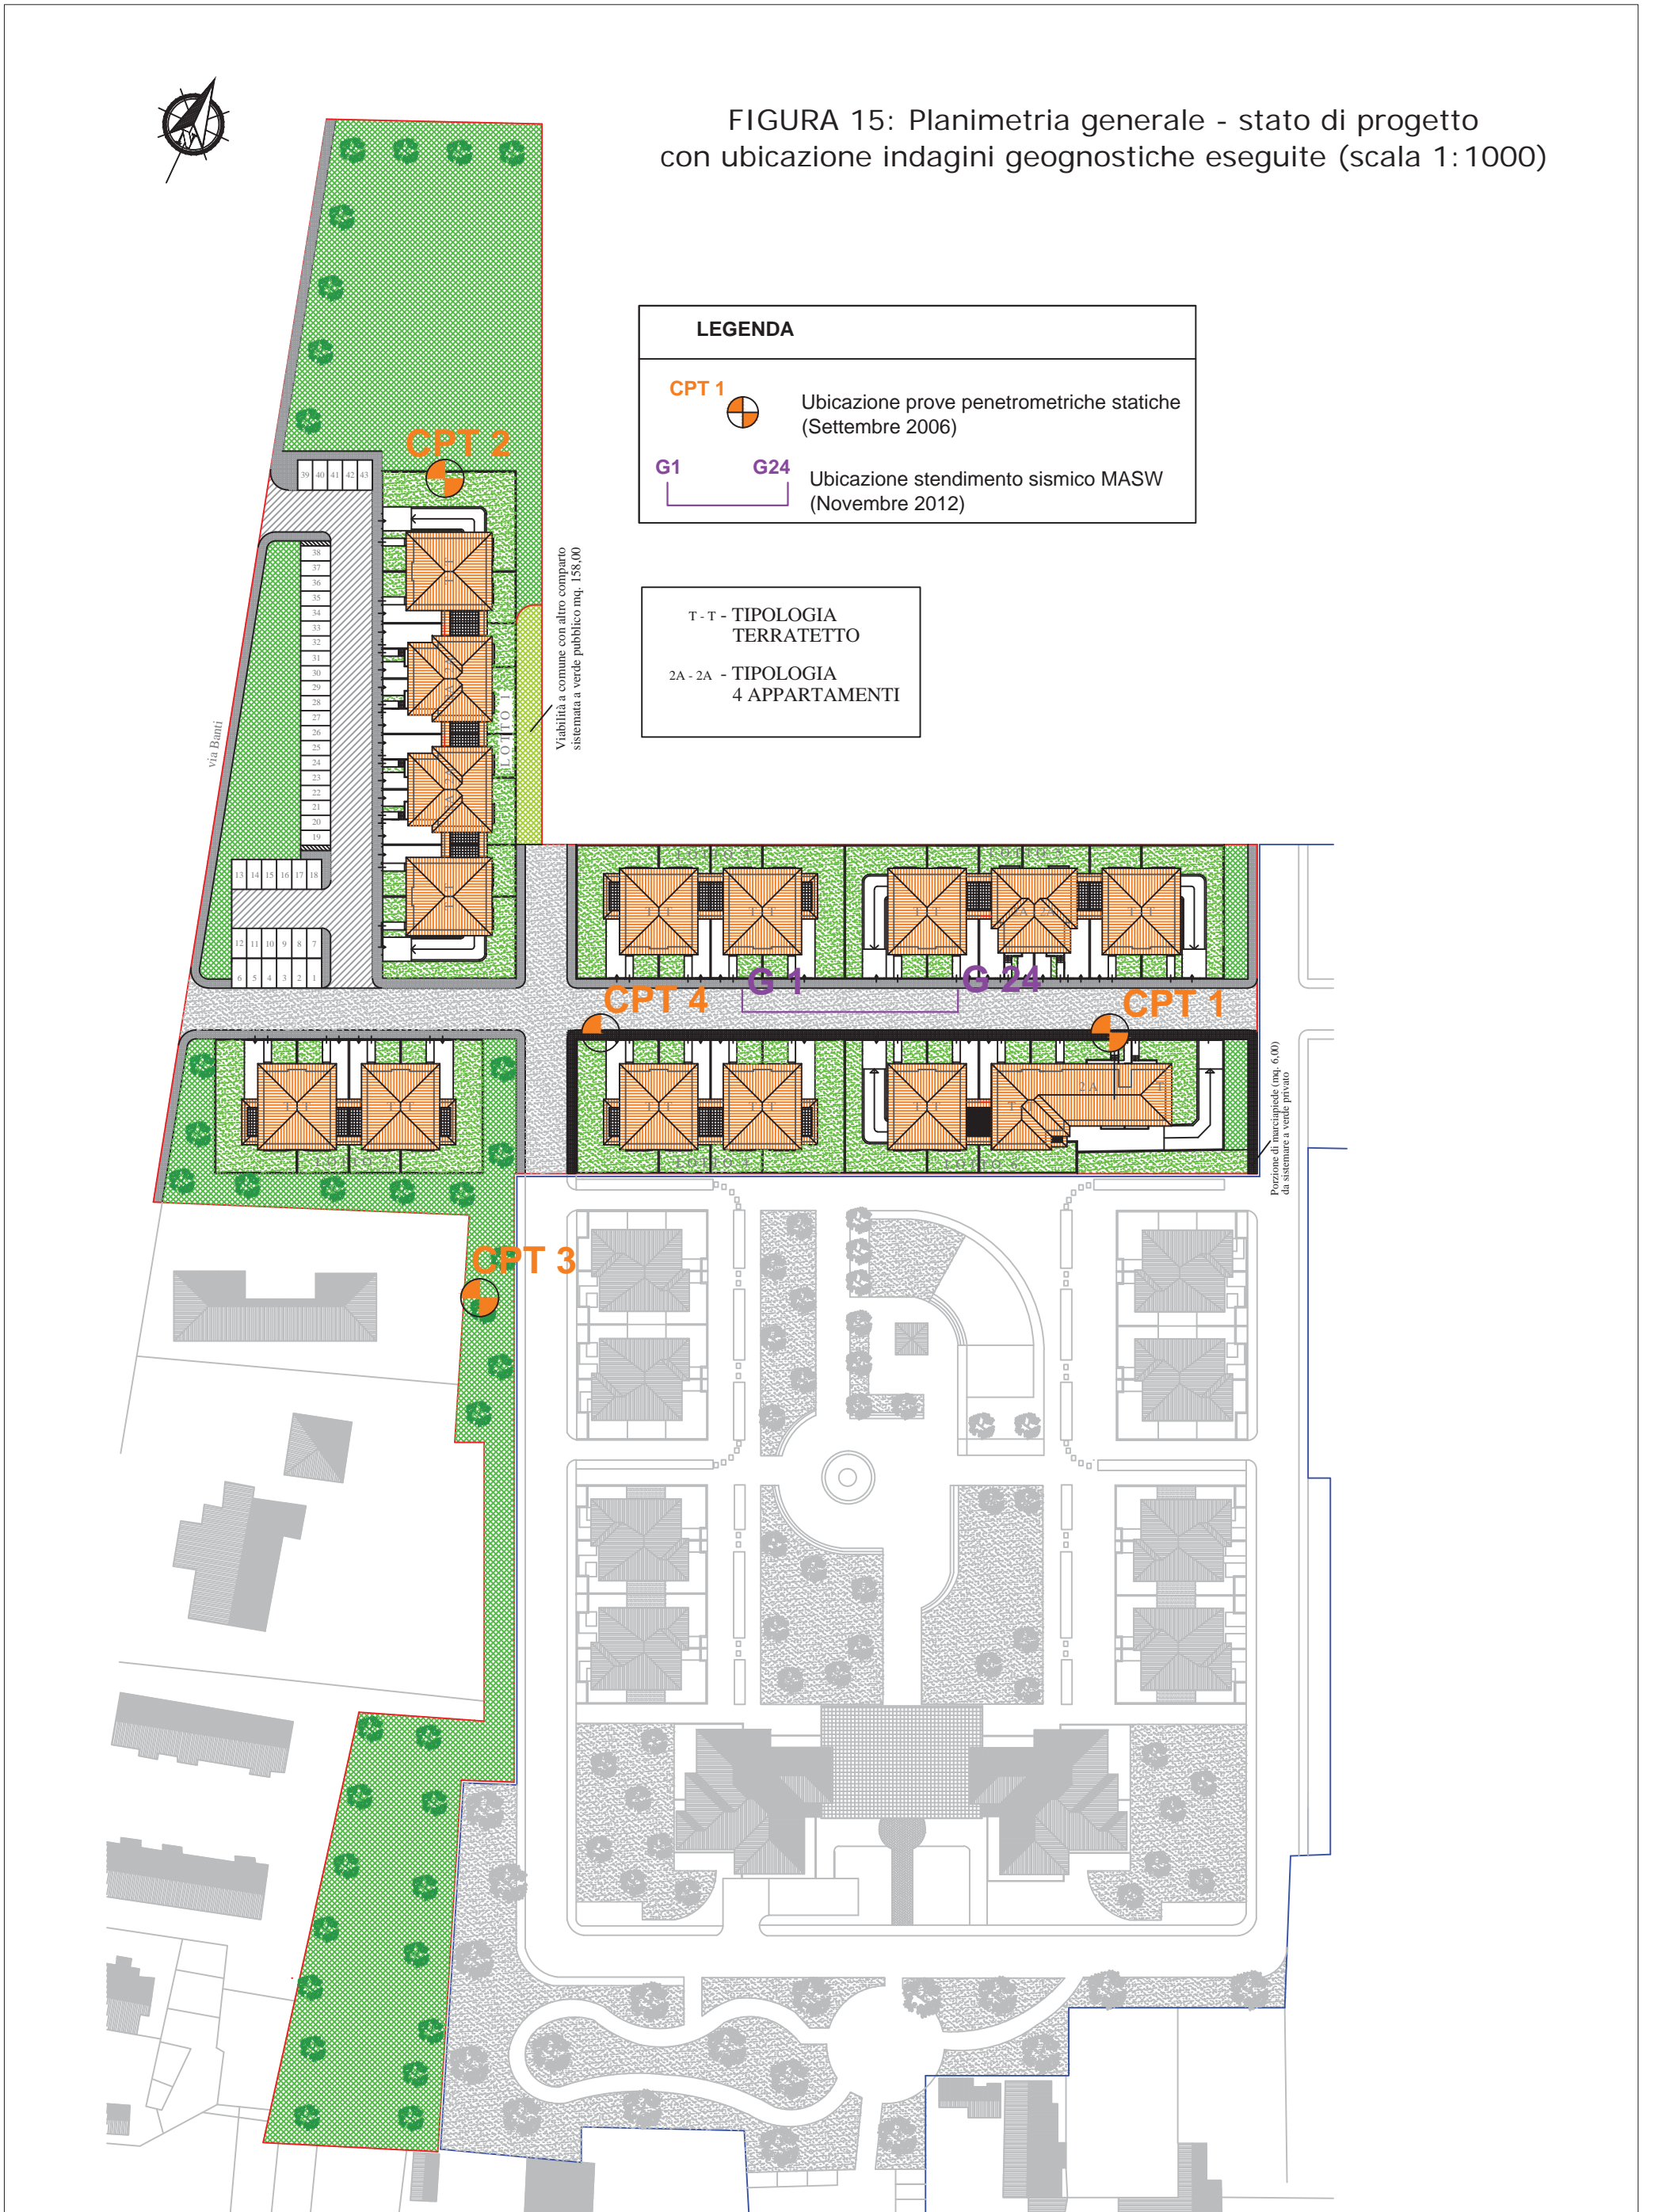 FIGURA 15: Planimetria generale - stato di progetto
con ubicazione indagini geognostiche eseguite (scala 1:1000)
LEGENDA
CPT 1
Ubicazione prove penetrometriche statiche
(Settembre 2006)
G1
G24
Ubicazione stendimento sismico MASW
(Novembre 2012)
T - T - TIPOLOGIA
TERRATETTO
2A - 2A - TIPOLOGIA
4 APPARTAMENTI
CPT 2
39 40 41 42 43
38
37
36
35
34
33
32
31
30
29
28
27
26
25
24
23
22
21
20
19
13 14 15 16 17 18
12 11 10 9 8 7
6 5 4 3 2 1
via Banti
Viabilità a comune con altro comparto
sistemata a verde pubblico mq. 158,00
T T
T T
T T
2A 2A
T T
CPT 4
G 1
G 24
CPT 1
T T
T T
T T
T T
T T
T
2 A
T
Porzione di marciapiede (mq. 6,00)
da sistemare a verde privato
CPT 3